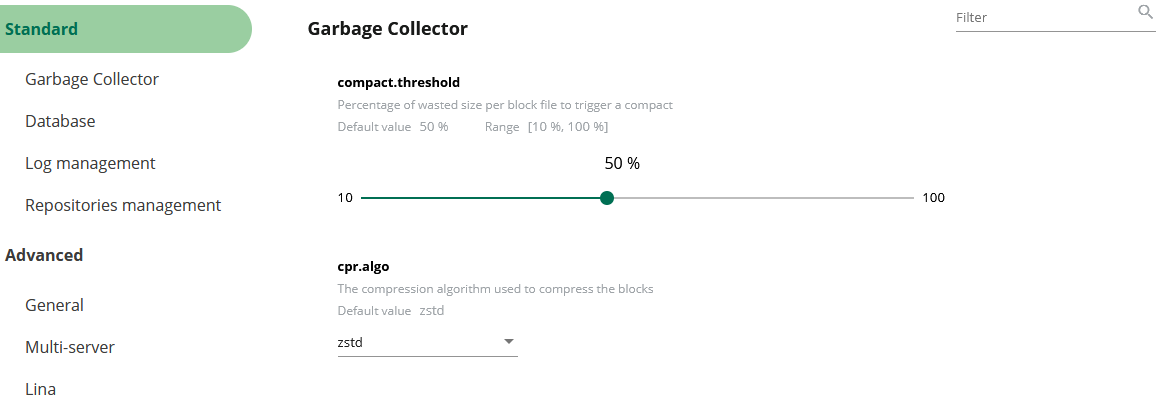 Standard
Garbage Collector
Database
Log management
Repositories management
Advanced
General
Multi-server
Lina
Garbage Collector
Filter
compact.threshold
Percentage of wasted size per block file to trigger a compact
Default value 50 % Range [10 %, 100 %]
50 %
10 100
cpr.algo
The compression algorithm used to compress the blocks
Default value zstd
zstd